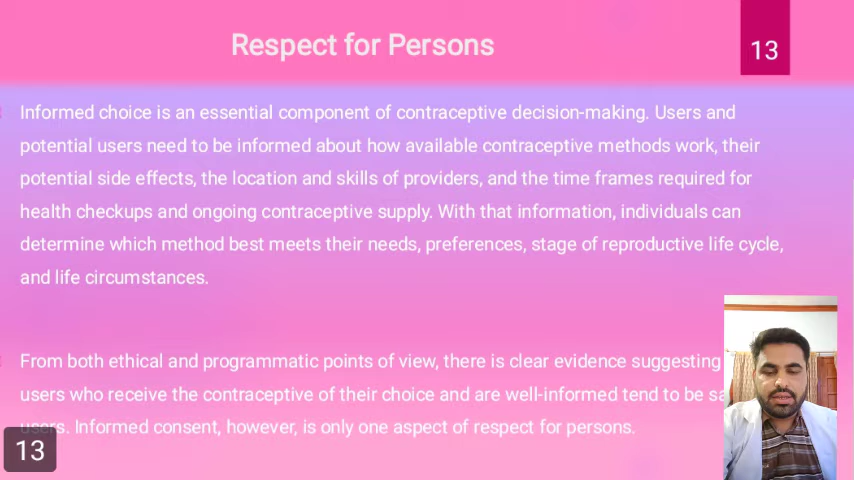 Respect for Persons
13
Informed choice is an essential component of contraceptive decision-making. Users and
potential users need to be informed about how available contraceptive methods work, their
potential side effects, the location and skills of providers, and the time frames required for
health checkups and ongoing contraceptive supply. With that information, individuals can
determine which method best meets their needs, preferences, stage of reproductive life cycle,
and life circumstances.
From both ethical and programmatic points of view, there is clear evidence suggesting
users who receive the contraceptive of their choice and are well-informed tend to be
users. Informed consent, however, is only one aspect of respect for persons.
13